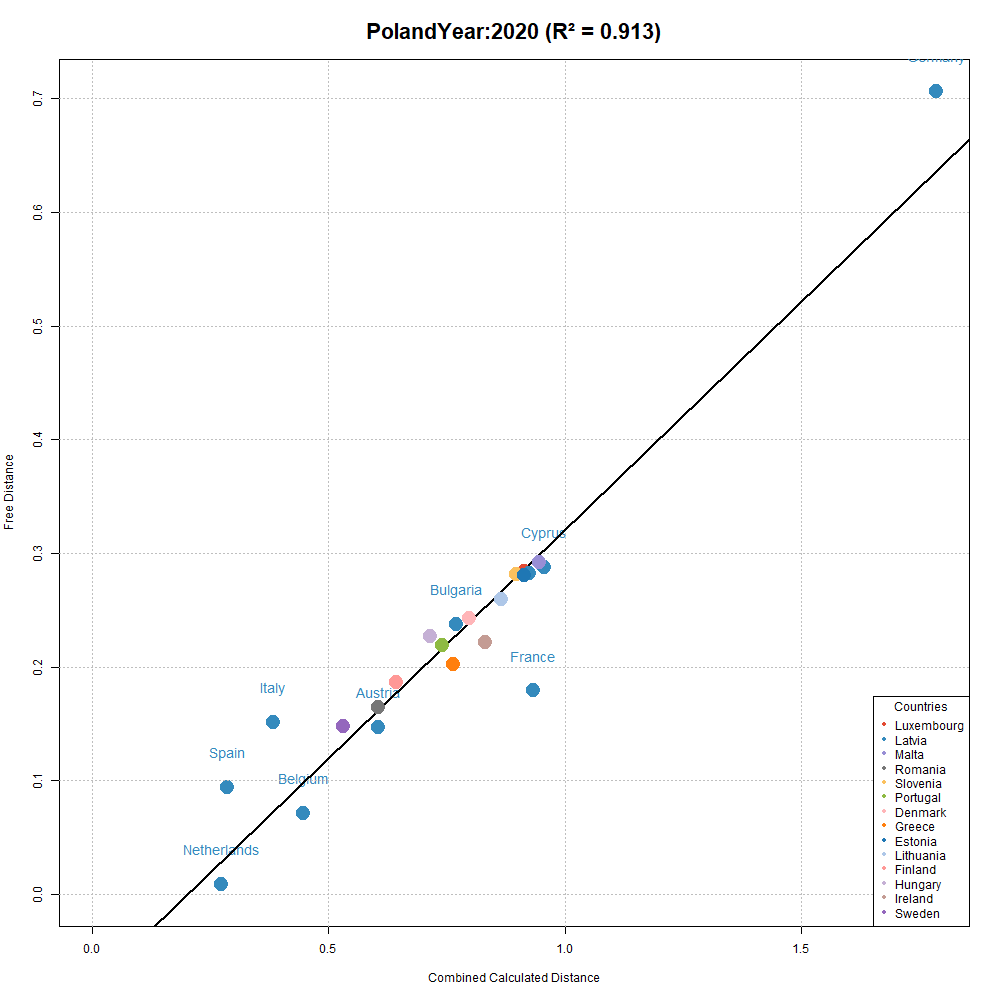 PolandYear:2020 (R² = 0.913)
Germany
0.7
0.6
0.5
0.4
0.3
0.2
0.1
0.0
Free Distance
Cyprus
Bulgaria
France
Italy
Austria
Spain
Belgium
Netherlands
Countries
Luxembourg
Latvia
Malta
Romania
Slovenia
Portugal
Denmark
Greece
Estonia
Lithuania
Finland
Hungary
Ireland
Sweden
0.0 0.5 1.0 1.5
Combined Calculated Distance